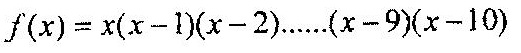 f(x) = x(x−1)(x−2)......(x−9)(x−10)